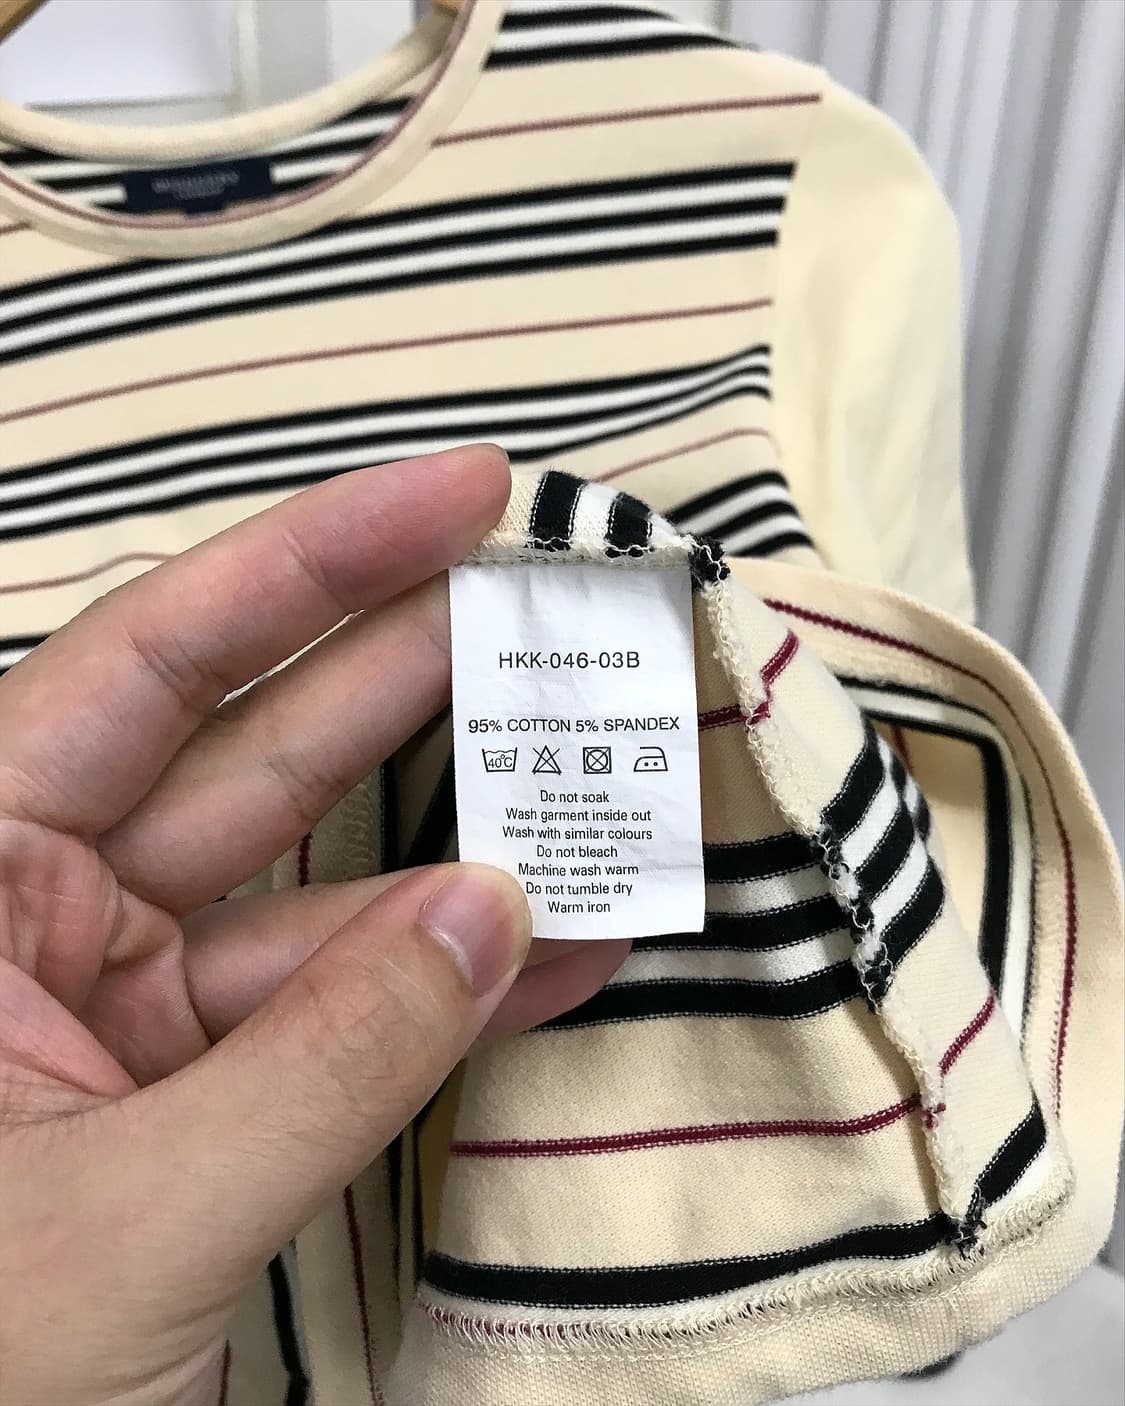 HKK-046-03B
95% COTTON 5% SPANDEX
40°C
Do not soak
Wash garment inside out
Wash with similar colours
Do not bleach
Machine wash warm
Do not tumble dry
Warm iron